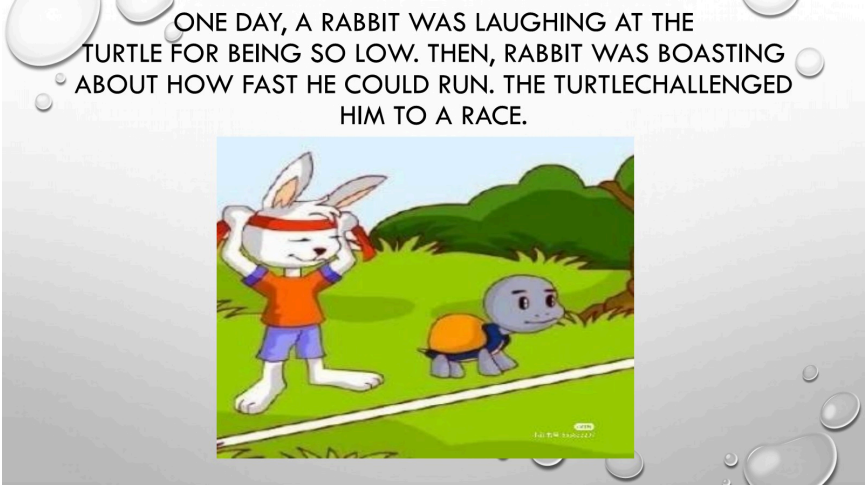 ONE DAY, A RABBIT WAS LAUGHING AT THE
TURTLE FOR BEING SO LOW. THEN, RABBIT WAS BOASTING
ABOUT HOW FAST HE COULD RUN. THE TURTLECHALLENGED
HIM TO A RACE.